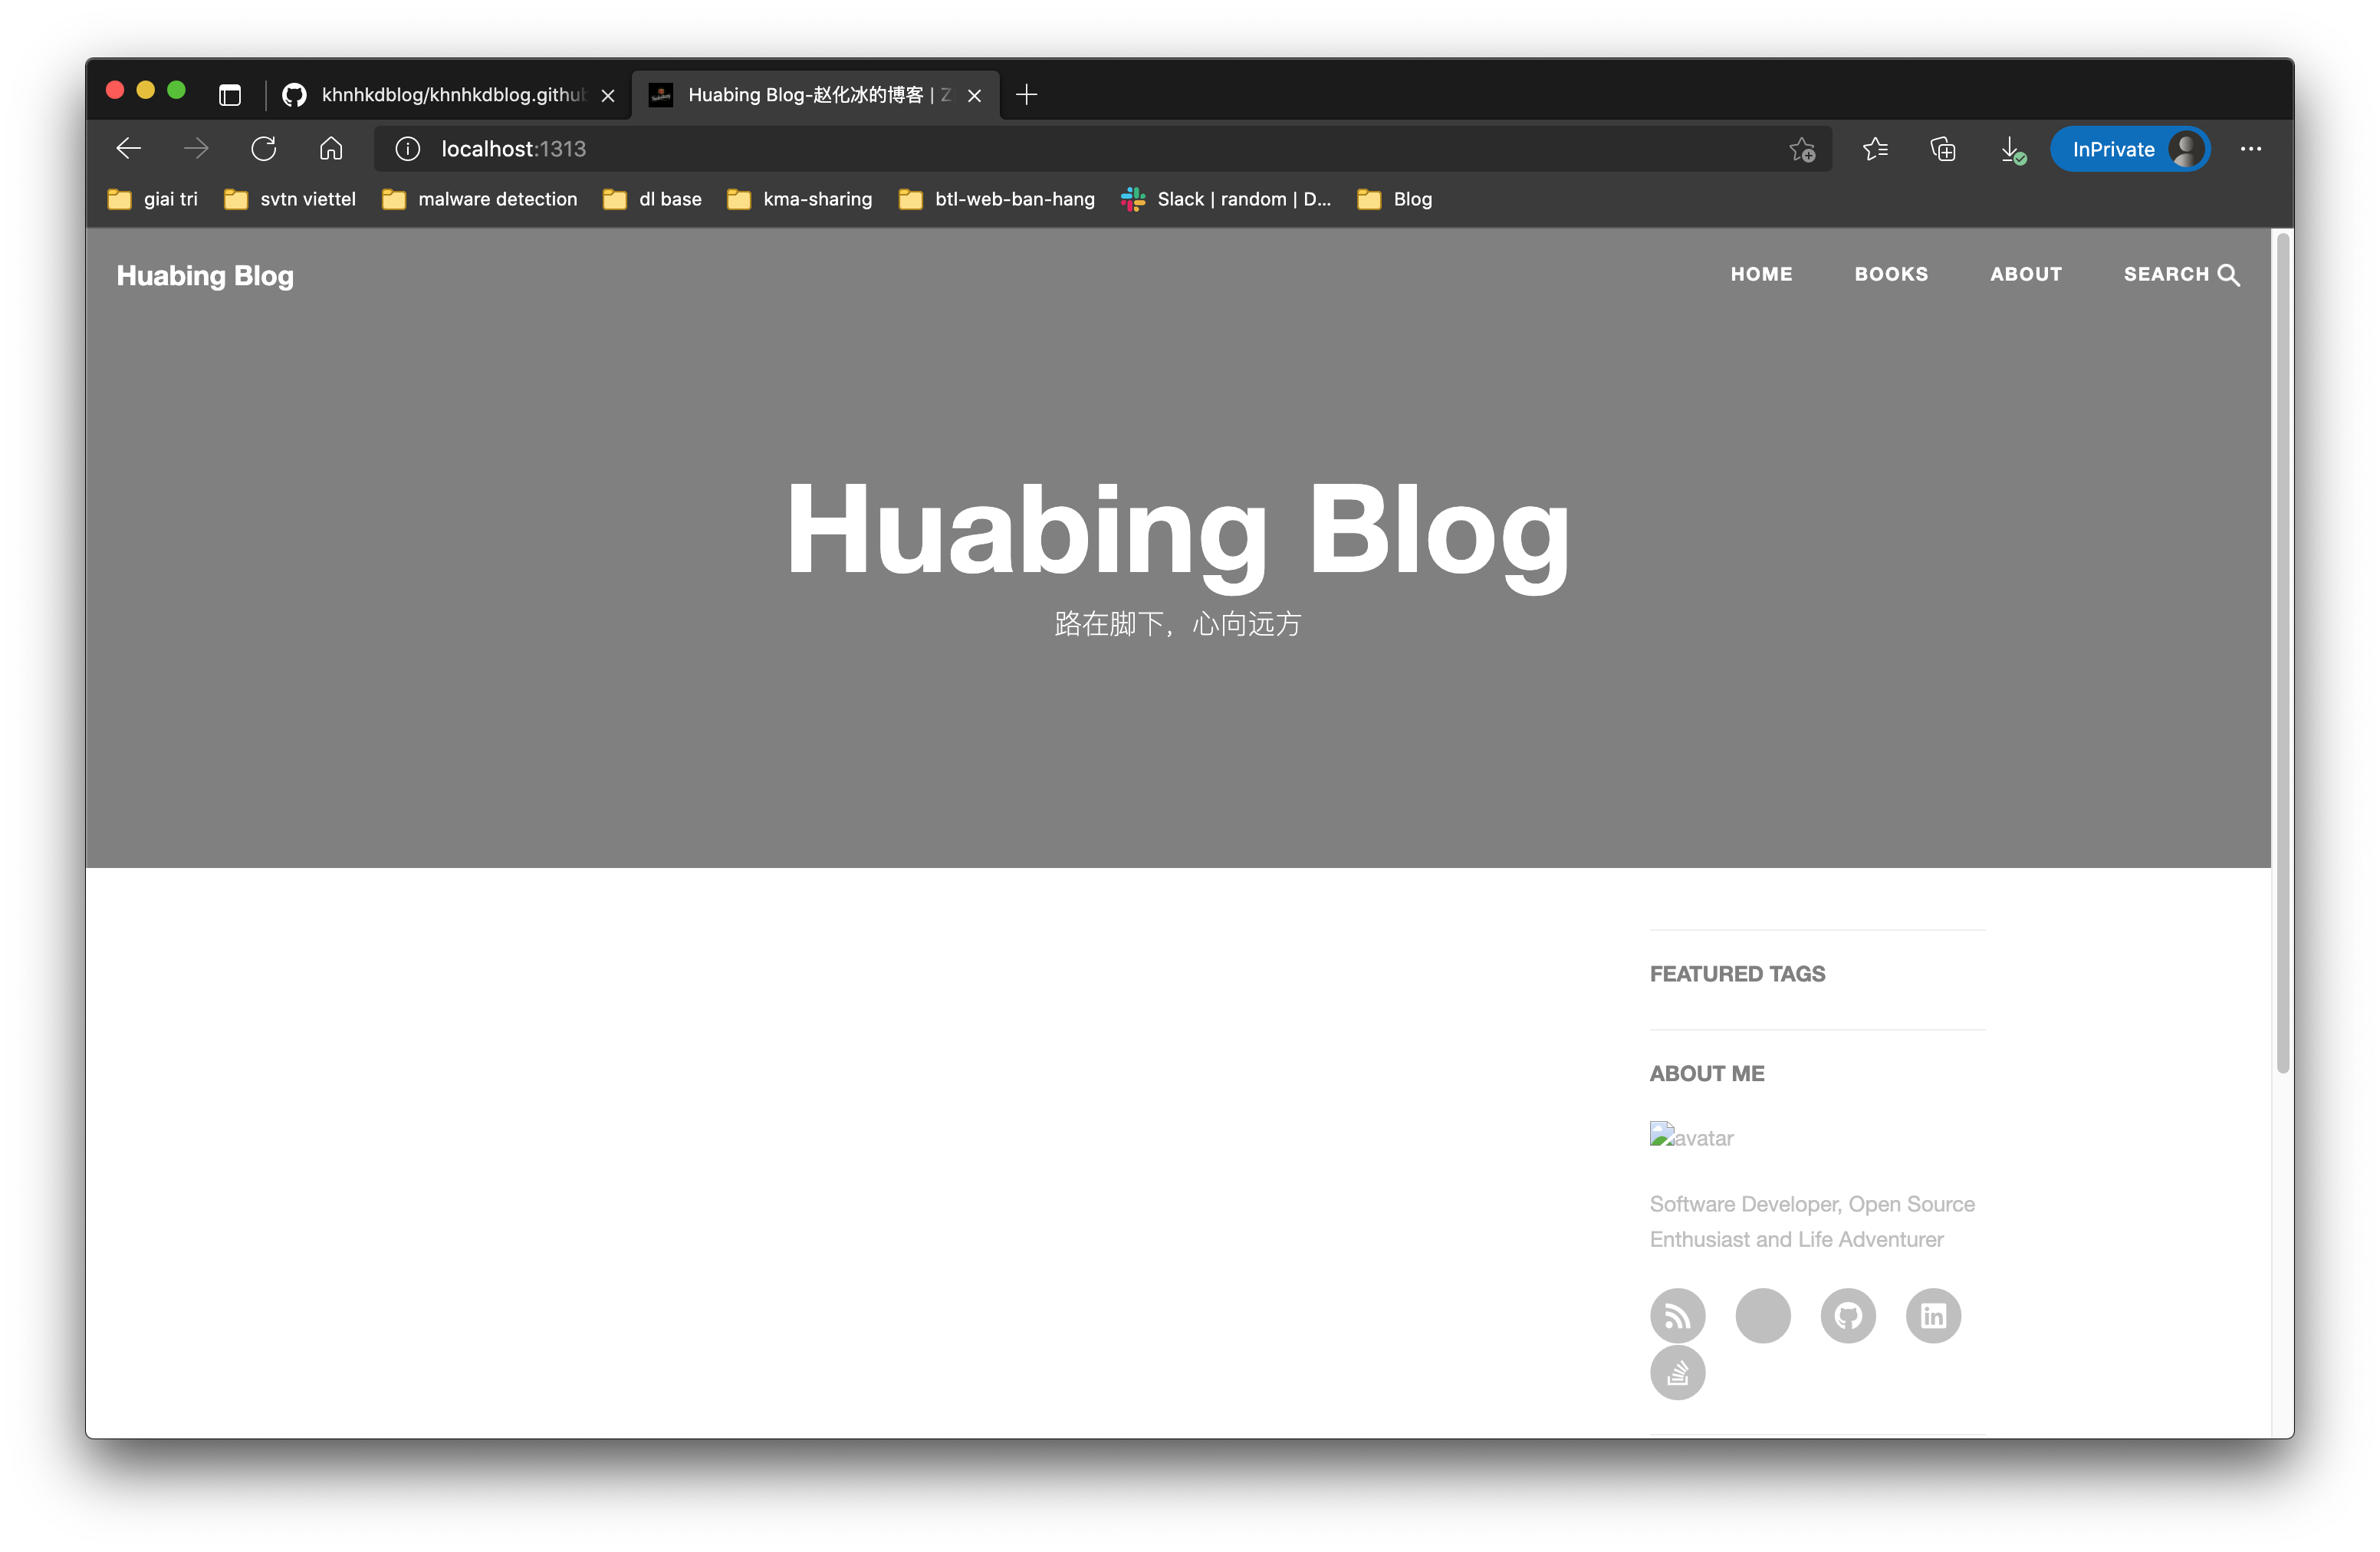 khnhkdblog/khnhkdblog.githu
Huabing Blog-赵化冰的博客 | Z
localhost:1313
InPrivate
giai tri
svtn viettel
malware detection
dl base
kma-sharing
btl-web-ban-hang
Slack | random | D...
Blog
Huabing Blog
HOME
BOOKS
ABOUT
SEARCH
Huabing Blog
路在脚下，心向远方
FEATURED TAGS
ABOUT ME
avatar
Software Developer, Open Source
Enthusiast and Life Adventurer
in